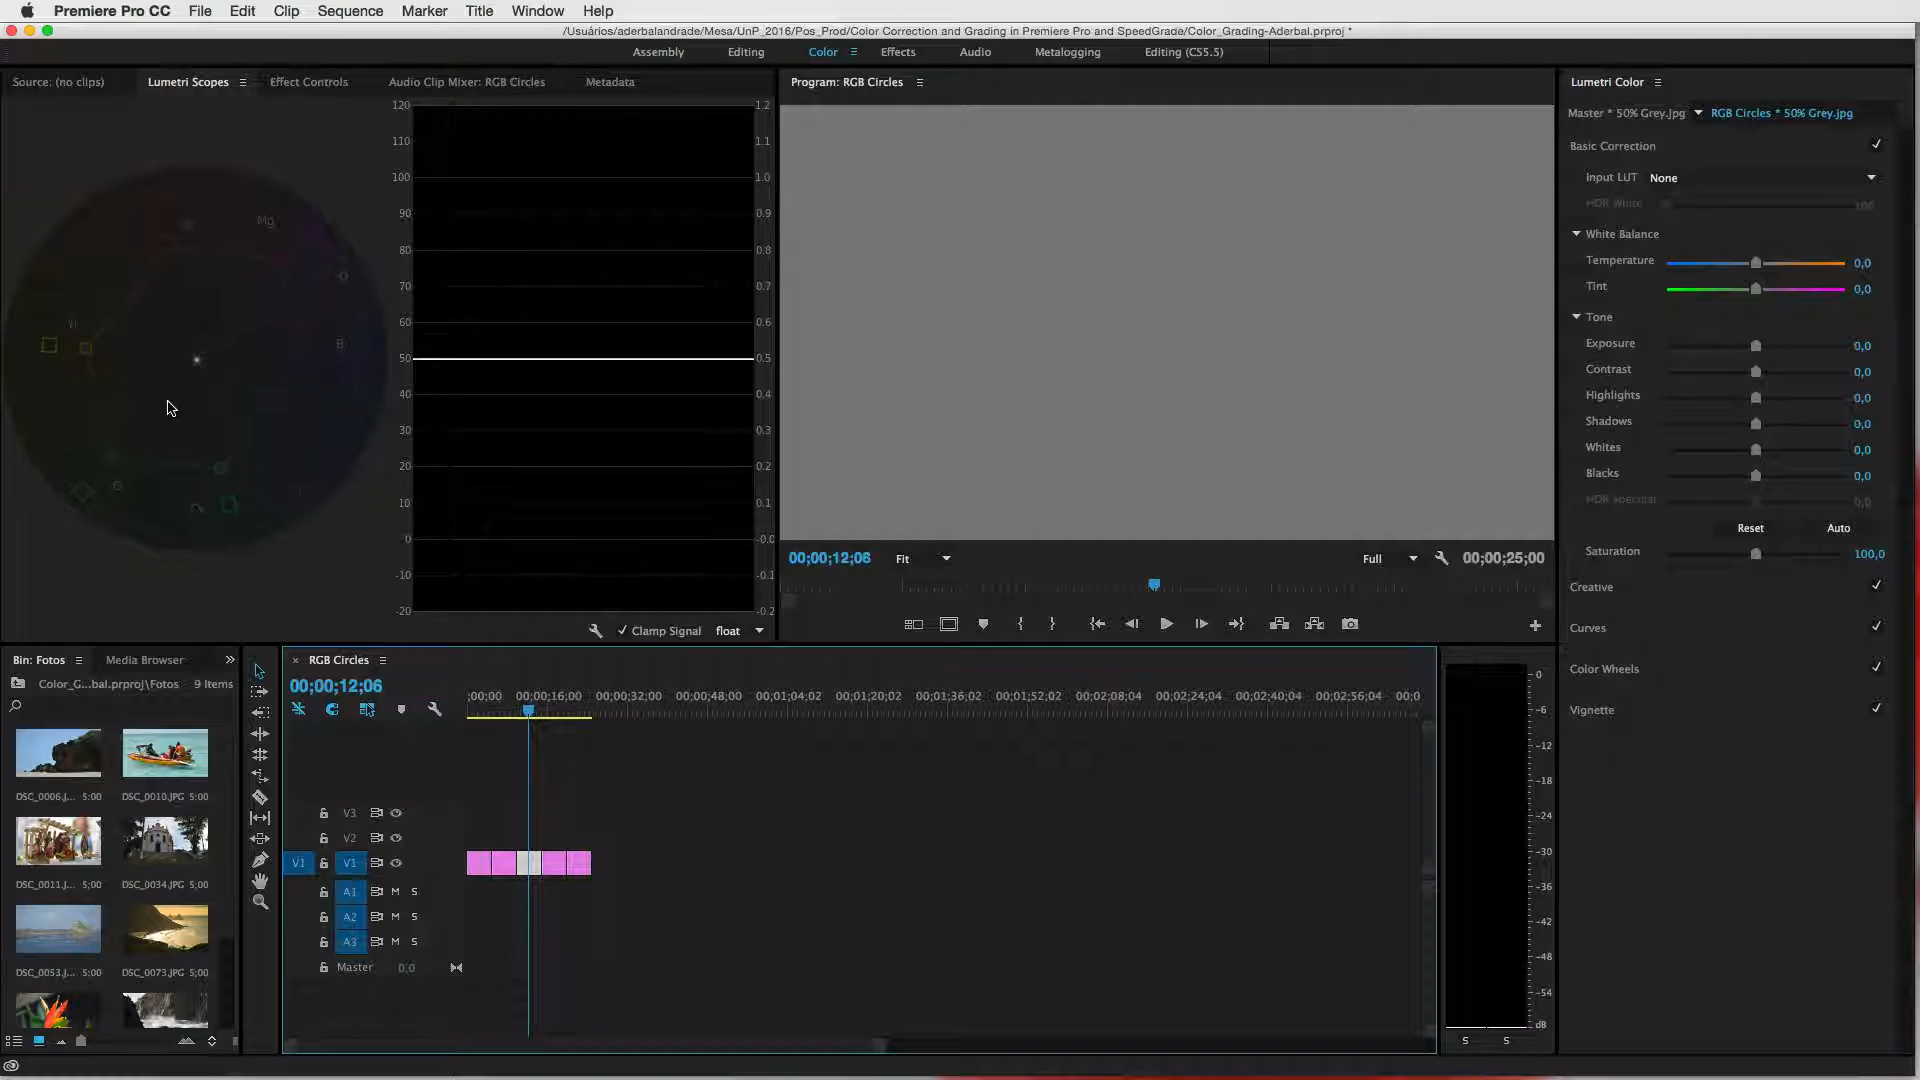 Premiere Pro CC File Edit Clip Sequence Marker Title Window Help
/Usuários/aderbalandrade/Mesa/UnP_2016/Pos_Prod/Color Correction and Grading in Premiere Pro and SpeedGrade/Color_Grading-Aderbal.prproj *
Assembly Editing Color Effects Audio Metalogging Editing (CS5.5)
Source: (no clips) Lumetri Scopes Effect Controls Audio Clip Mixer: RGB Circles Metadata
Program: RGB Circles
Lumetri Color
Master * 50% Grey.jpg RGB Circles * 50% Grey.jpg
Basic Correction
Input LUT None
HDR White 100
White Balance
Temperature 0,0
Tint 0,0
Tone
Exposure 0,0
Contrast 0,0
Highlights 0,0
Shadows 0,0
Whites 0,0
Blacks 0,0
HDR Specular 0,0
Reset Auto
Saturation 100,0
Creative
Curves
Color Wheels
Vignette
Mg
Yl
120 1.2
110 1.1
100 1.0
90 0.9
80 0.8
70 0.7
60 0.6
50 0.5
40 0.4
30 0.3
20 0.2
10 0.1
0 -0.0
-10 -0.1
-20 -0.2
Clamp Signal float
00;00;12;06 Fit Full 00;00;25;00
Bin: Fotos Media Browser
Color_G...bal.prproj\Fotos 9 Items
DSC_0006.J... 5:00 DSC_0010.JPG 5:00
DSC_0011.J... 5:00 DSC_0034.JPG 5:00
DSC_0053.J... 5:00 DSC_0073.JPG 5;00
RGB Circles
00;00;12;06
;00;00 00;00;16;00 00;00;32;00 00;00;48;00 00;01;04;02 00;01;20;02 00;01;36;02 00;01;52;02 00;02;08;04 00;02;24;04 00;02;40;04 00;02;56;04 00;0
V3
V2
V1 V1
A1 M S
A2 M S
A3 M S
Master 0,0
0
-6
-12
-18
-24
-30
-36
-42
-48
-54
dB
S S